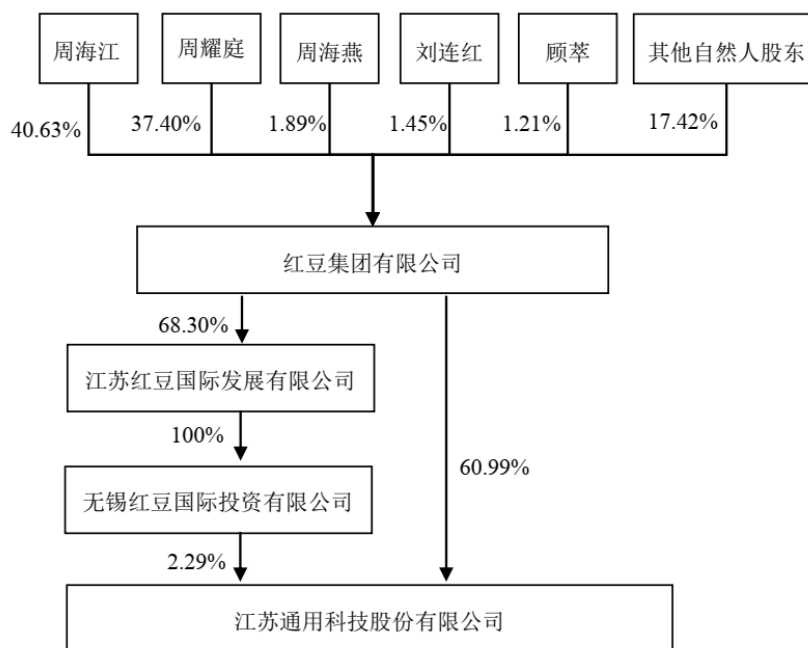 周海江
周耀庭
周海燕
刘连红
顾萃
其他自然人股东
40.63%
37.40%
1.89%
1.45%
1.21%
17.42%
红豆集团有限公司
68.30%
江苏红豆国际发展有限公司
100%
60.99%
无锡红豆国际投资有限公司
2.29%
江苏通用科技股份有限公司